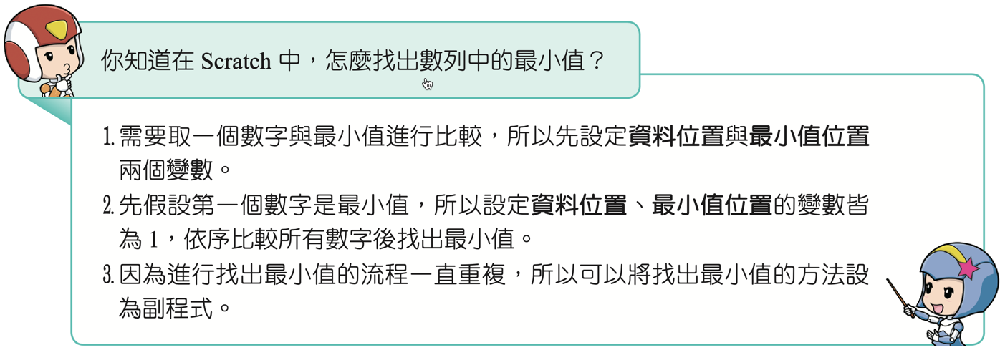 你知道在 Scratch 中，怎麼找出數列中的最小值？
1. 需要取一個數字與最小值進行比較，所以先設定資料位置與最小值位置
兩個變數。
2. 先假設第一個數字是最小值，所以設定資料位置、最小值位置的變數皆
為 1，依序比較所有數字後找出最小值。
3. 因為進行找出最小值的流程一直重複，所以可以將找出最小值的方法設
為副程式。